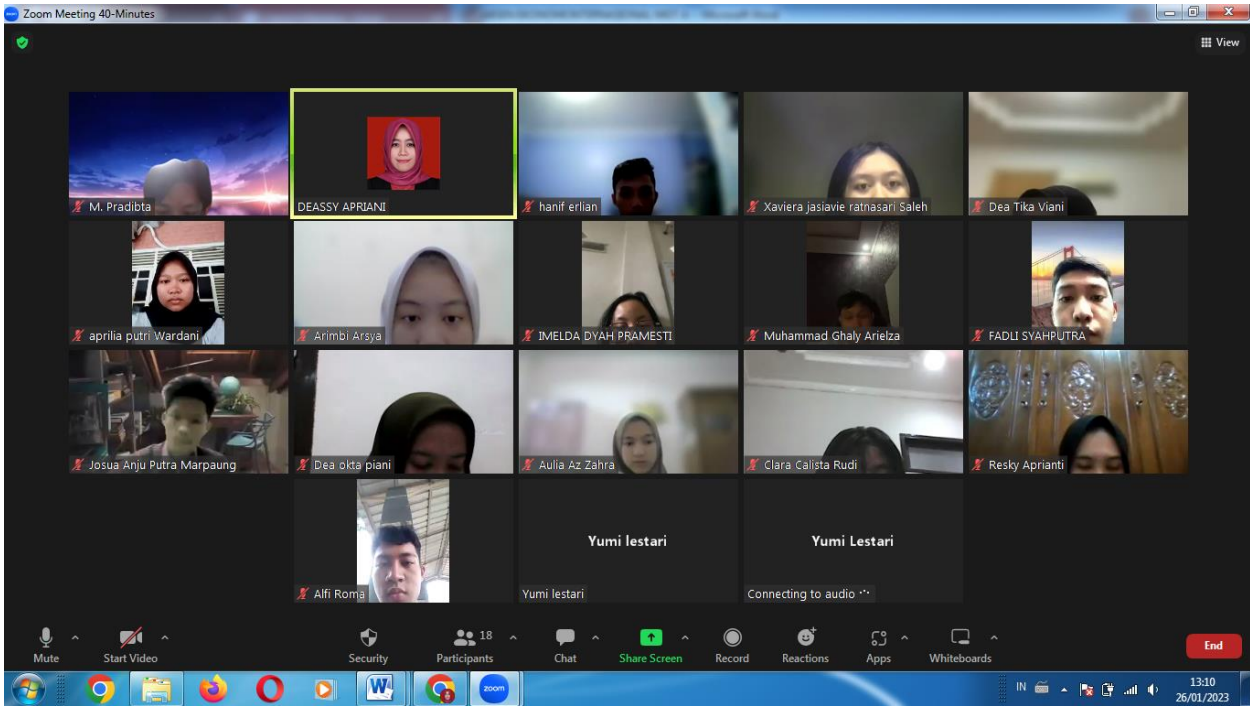 Zoom Meeting 40-Minutes
View
M. Pradibta
DEASSY APRIANI
hanif erlian
Xaviera jasiavie ratnasari Saleh
Dea Tika Viani
aprilia putri Wardani
Arimbi Arsya
IMELDA DYAH PRAMESTI
Muhammad Ghaly Arielza
FADLI SYAHPUTRA
Josua Anju Putra Marpaung
Dea okta piani
Aulia Az Zahra
Clara Calista Rudi
Resky Aprianti
Alfi Roma
Yumi lestari
Yumi lestari
Yumi Lestari
Connecting to audio
Mute
Start Video
Security
Participants
18
Chat
Share Screen
Record
Reactions
Apps
Whiteboards
End
zoom
IN
13:10
26/01/2023